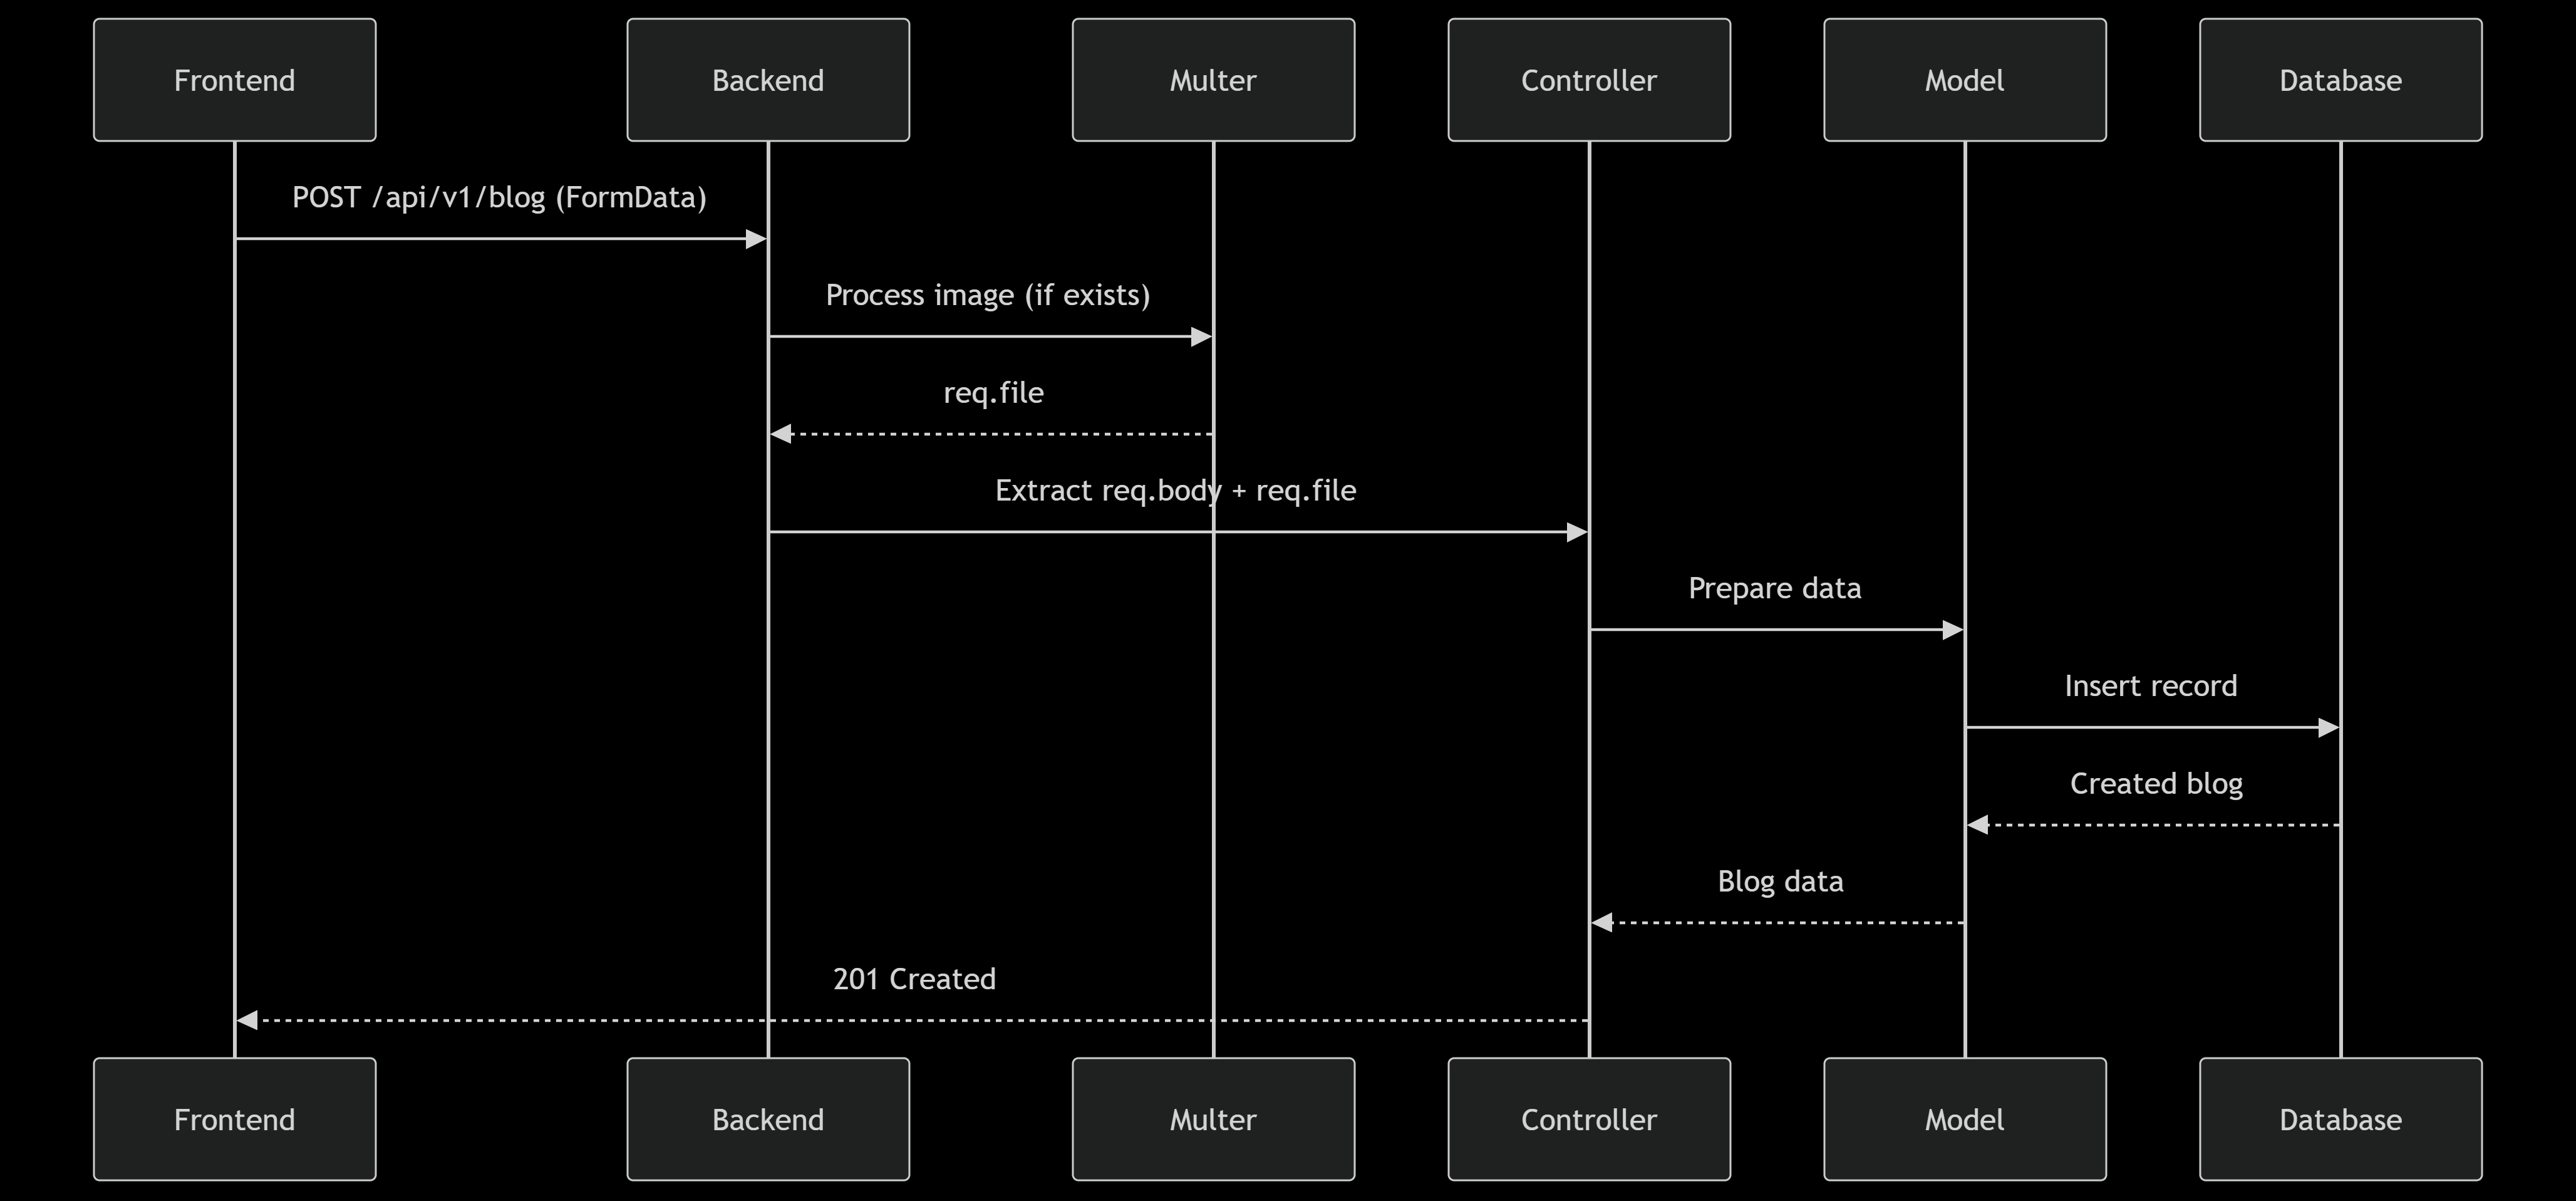 Frontend
Backend
Multer
Controller
Model
Database
POST /api/v1/blog (FormData)
Process image (if exists)
req.file
Extract req.body + req.file
Prepare data
Insert record
Created blog
Blog data
201 Created
Frontend
Backend
Multer
Controller
Model
Database